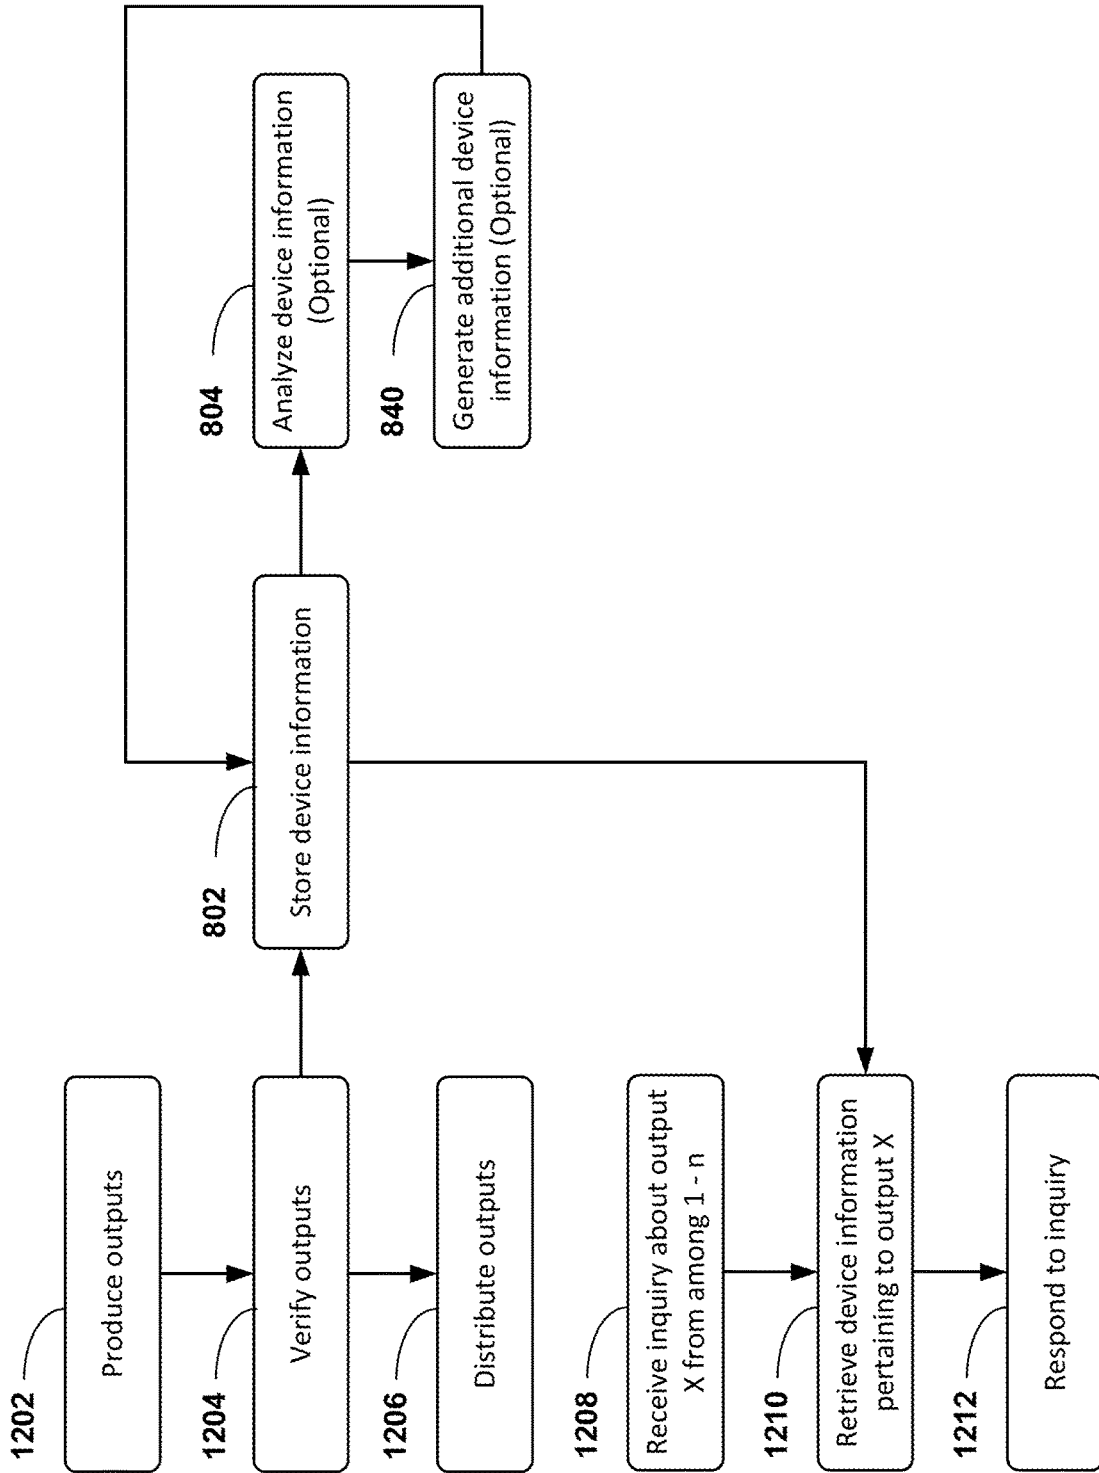 1202
Produce outputs
1204
Verify outputs
1206
Distribute outputs
802
Store device information
804
Analyze device information
(Optional)
840
Generate additional device
information (Optional)
1208
Receive inquiry about output
X from among 1 - n
1210
Retrieve device information
pertaining to output X
1212
Respond to inquiry